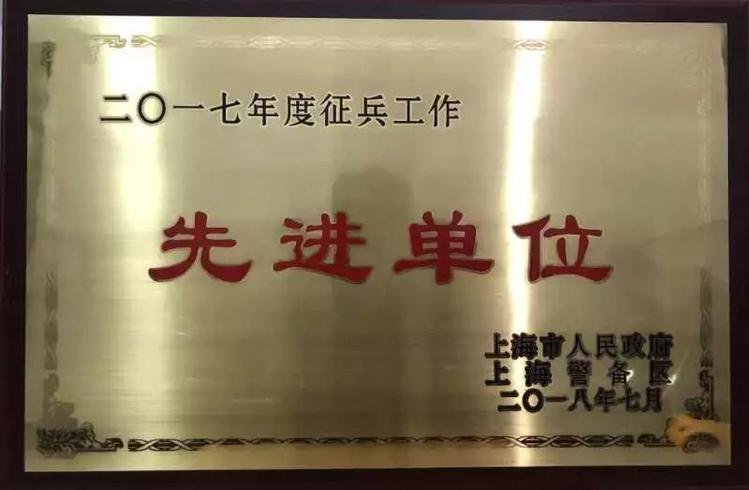 二〇一七年度征兵工作
先进单位
上海市人民政府
上海警备区
二〇一八年七月